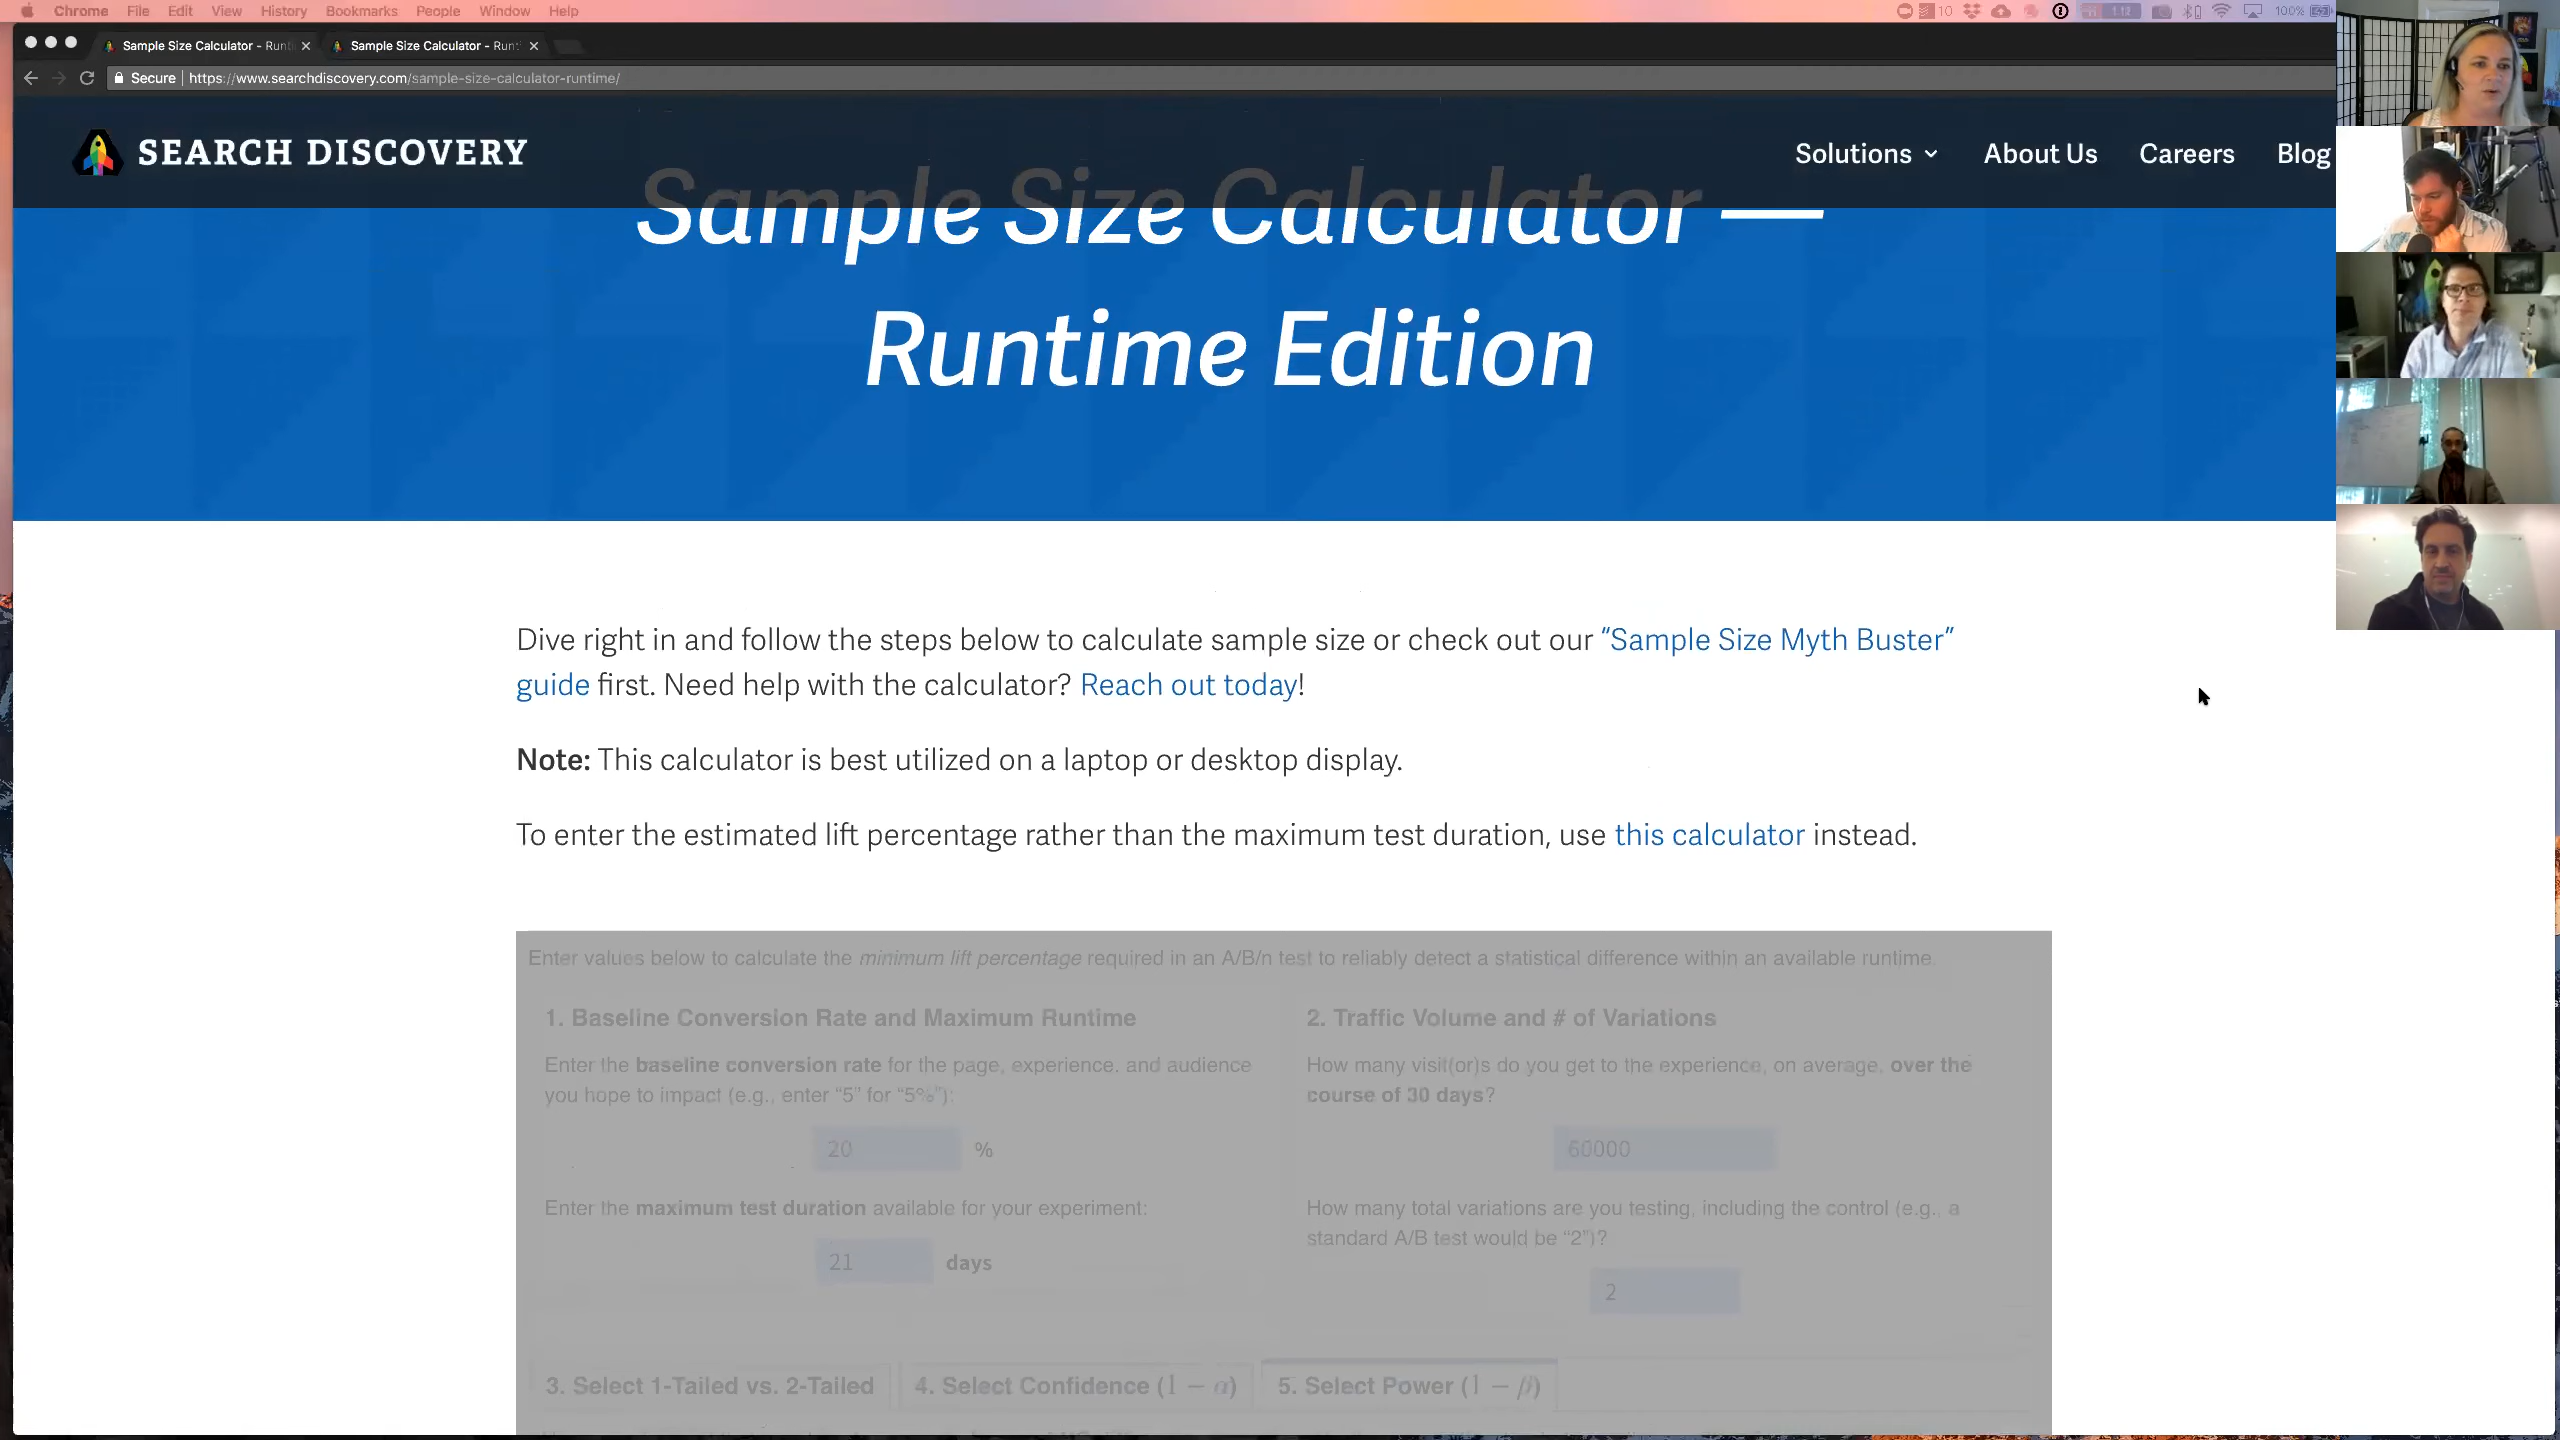 Chrome File Edit View History Bookmarks People Window Help
10 1.12 100%
Sample Size Calculator - Runti Sample Size Calculator - Runt
Secure | https://www.searchdiscovery.com/sample-size-calculator-runtime/
SEARCH DISCOVERY
Solutions About Us Careers Blog
Sample Size Calculator —
Runtime Edition
Dive right in and follow the steps below to calculate sample size or check out our “Sample Size Myth Buster”
guide first. Need help with the calculator? Reach out today!
Note: This calculator is best utilized on a laptop or desktop display.
To enter the estimated lift percentage rather than the maximum test duration, use this calculator instead.
Enter values below to calculate the minimum lift percentage required in an A/B/n test to reliably detect a statistical difference within an available runtime.
1. Baseline Conversion Rate and Maximum Runtime
Enter the baseline conversion rate for the page, experience, and audience
you hope to impact (e.g., enter “5” for “5%”):
20 %
Enter the maximum test duration available for your experiment:
21 days
2. Traffic Volume and # of Variations
How many visit(or)s do you get to the experience, on average, over the
course of 30 days?
60000
How many total variations are you testing, including the control (e.g., a
standard A/B test would be “2”)?
2
3. Select 1-Tailed vs. 2-Tailed
4. Select Confidence (1 − α)
5. Select Power (1 − β)